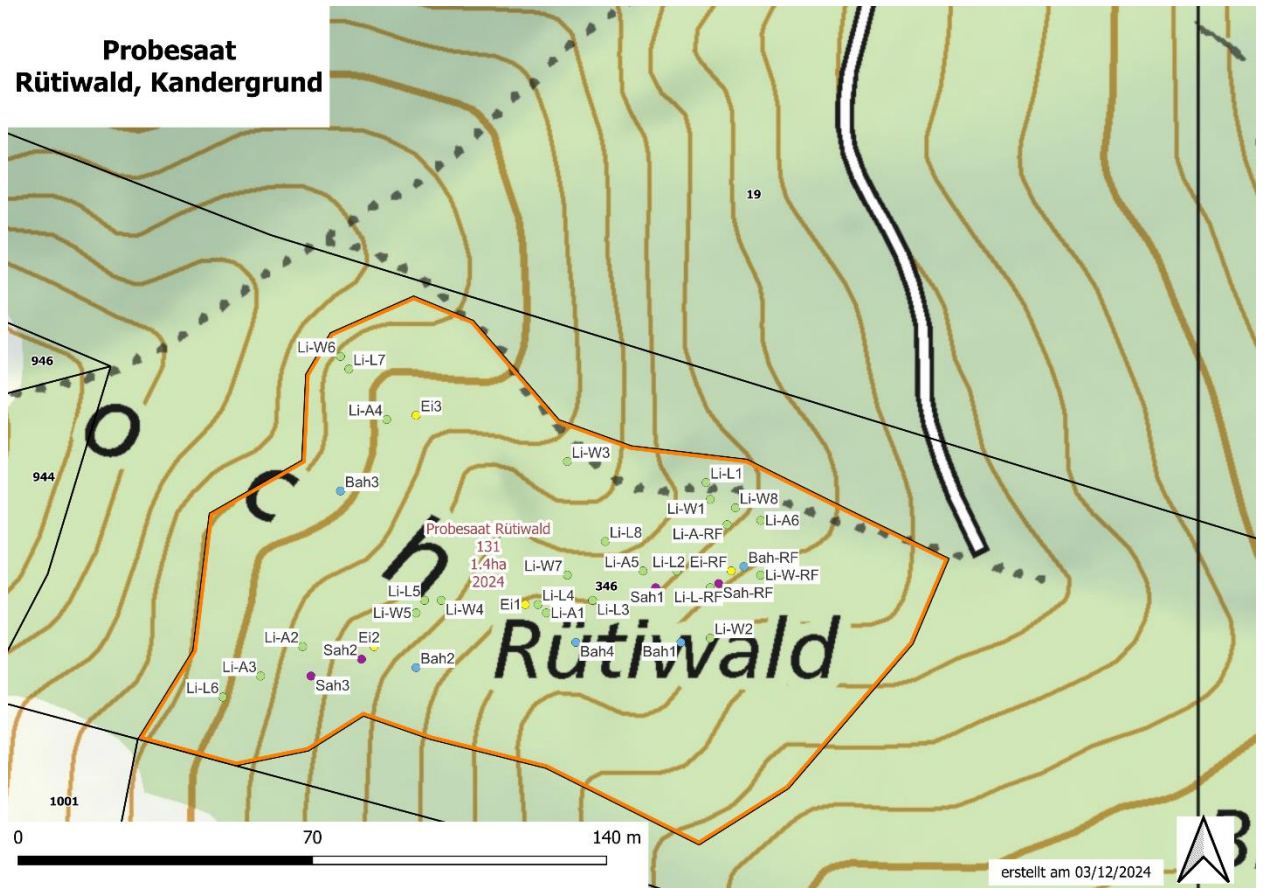 Probesaat
Rütiwald, Kandergrund
19
946
Li-W6
Li-L7
Li-A4
Ei3
o
944
Li-W3
Bah3
c
Li-L1
Li-W1
Li-W8
Li-A6
Li-A-RF
Probesaat Rütiwald
131
1.4ha
2024
h
Li-L8
Li-W7
Li-A5
Li-L2
Ei-RF
Bah-RF
Li-W-RF
346
Sah1
Li-L-RF
Sah-RF
Li-L5
Li-W5
Li-W4
Ei1
Li-L4
Li-A1
Li-L3
Li-A2
Ei2
Sah2
Bah2
Rütiwald
Bah4
Bah1
Li-W2
Li-A3
Li-L6
Sah3
1001
0 70 140 m
B
erstellt am 03/12/2024